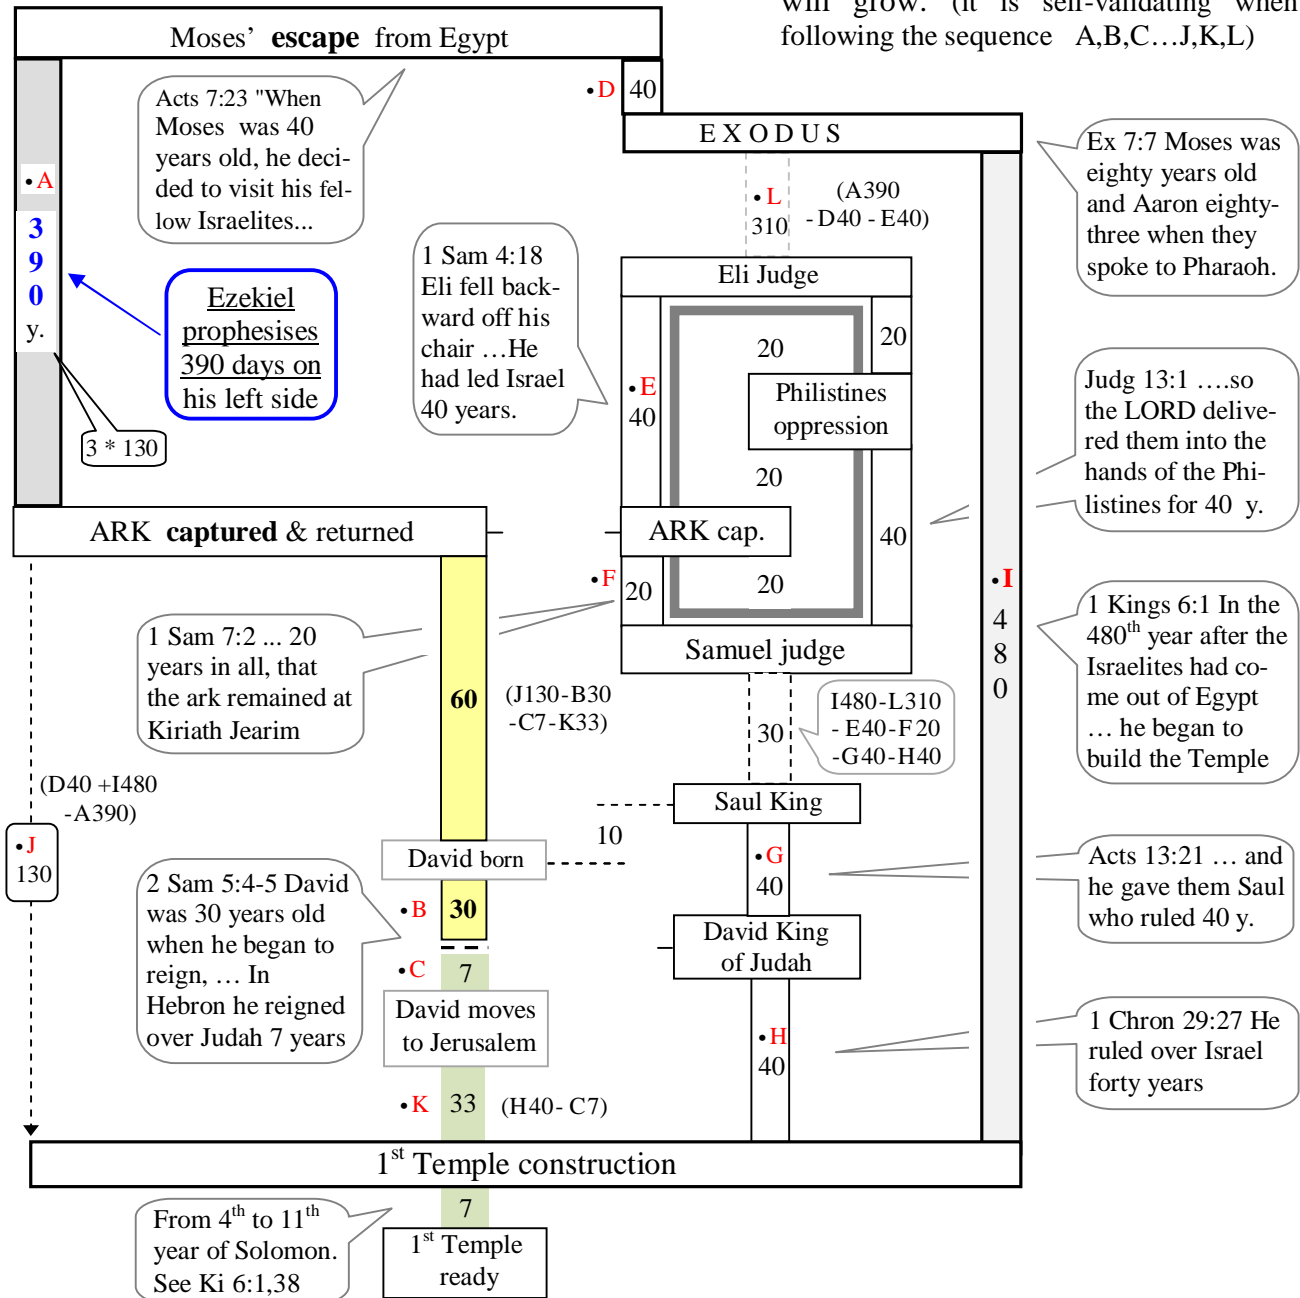 will grow. (it is self-validating when
following the sequence A,B,C…J,K,L)
Moses’ escape from Egypt
•D
40
Acts 7:23 "When
Moses was 40
years old, he deci-
ded to visit his fel-
low Israelites...
EXODUS
Ex 7:7 Moses was
eighty years old
and Aaron eighty-
three when they
spoke to Pharaoh.
•A
3
9
0
y.
•L
310
(A390
- D40 - E40)
Ezekiel
prophesises
390 days on
his left side
1 Sam 4:18
Eli fell back-
ward off his
chair …He
had led Israel
40 years.
Eli Judge
20
20
•E
40
Philistines
oppression
20
Judg 13:1 ….so
the LORD delive-
red them into the
hands of the Phi-
listines for 40 y.
3 * 130
ARK captured & returned
ARK cap.
40
•F
20
20
Samuel judge
•I
4
8
0
1 Sam 7:2 ... 20
years in all, that
the ark remained at
Kiriath Jearim
60
(J130-B30
-C7-K33)
30
I480-L310
- E40-F20
-G40-H40
1 Kings 6:1 In the
480th year after the
Israelites had co-
me out of Egypt
… he began to
build the Temple
(D40 +I480
-A390)
•J
130
Saul King
10
David born
•G
40
Acts 13:21 … and
he gave them Saul
who ruled 40 y.
2 Sam 5:4-5 David
was 30 years old
when he began to
reign, … In
Hebron he reigned
over Judah 7 years
•B
30
•C
7
David King
of Judah
David moves
to Jerusalem
•H
40
1 Chron 29:27 He
ruled over Israel
forty years
•K
33
(H40- C7)
1st Temple construction
7
From 4th to 11th
year of Solomon.
See Ki 6:1,38
1st Temple
ready